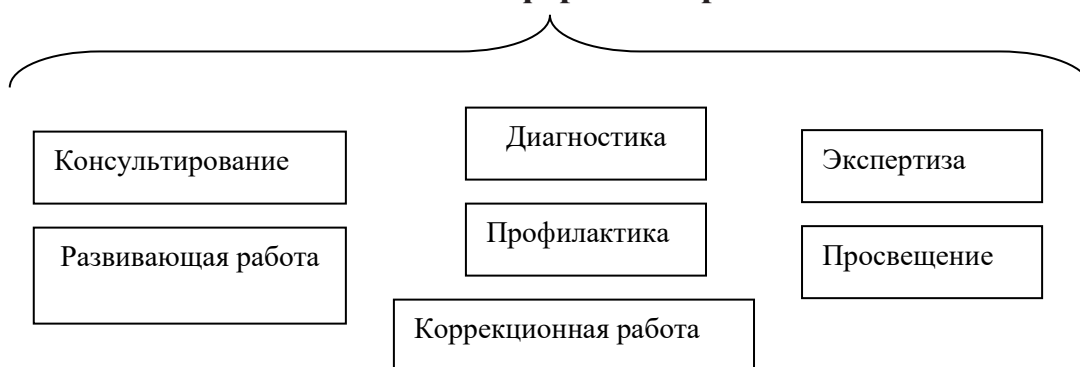 Консультирование
Диагностика
Экспертиза
Развивающая работа
Профилактика
Просвещение
Коррекционная работа